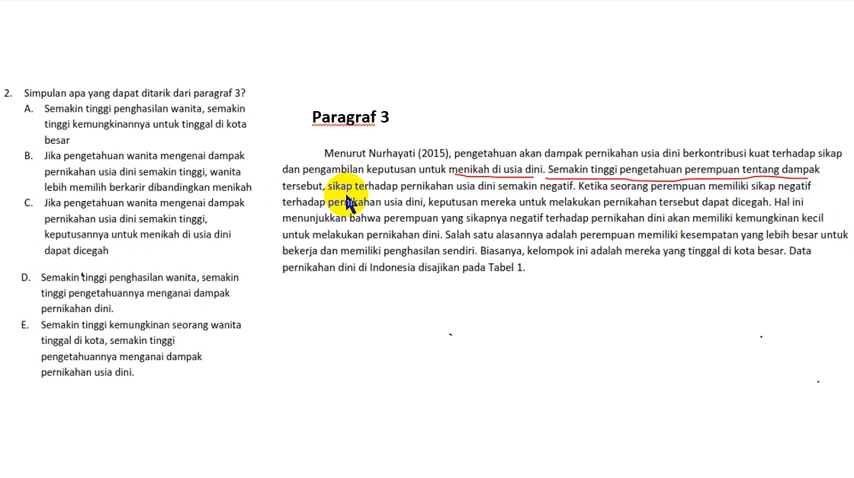 2. Simpulan apa yang dapat ditarik dari paragraf 3?
A. Semakin tinggi penghasilan wanita, semakin
tinggi kemungkinannya untuk tinggal di kota
besar
B. Jika pengetahuan wanita mengenai dampak
pernikahan usia dini semakin tinggi, wanita
lebih memilih berkarir dibandingkan menikah
C. Jika pengetahuan wanita mengenai dampak
pernikahan usia dini semakin tinggi,
keputusannya untuk menikah di usia dini
dapat dicegah
D. Semakin tinggi penghasilan wanita, semakin
tinggi pengetahuannya menganai dampak
pernikahan dini.
E. Semakin tinggi kemungkinan seorang wanita
tinggal di kota, semakin tinggi
pengetahuannya menganai dampak
pernikahan usia dini.
Paragraf 3
Menurut Nurhayati (2015), pengetahuan akan dampak pernikahan usia dini berkontribusi kuat terhadap sikap
dan pengambilan keputusan untuk menikah di usia dini. Semakin tinggi pengetahuan perempuan tentang dampak
tersebut, sikap terhadap pernikahan usia dini semakin negatif. Ketika seorang perempuan memiliki sikap negatif
terhadap pernikahan usia dini, keputusan mereka untuk melakukan pernikahan tersebut dapat dicegah. Hal ini
menunjukkan bahwa perempuan yang sikapnya negatif terhadap pernikahan dini akan memiliki kemungkinan kecil
untuk melakukan pernikahan dini. Salah satu alasannya adalah perempuan memiliki kesempatan yang lebih besar untuk
bekerja dan memiliki penghasilan sendiri. Biasanya, kelompok ini adalah mereka yang tinggal di kota besar. Data
pernikahan dini di Indonesia disajikan pada Tabel 1.